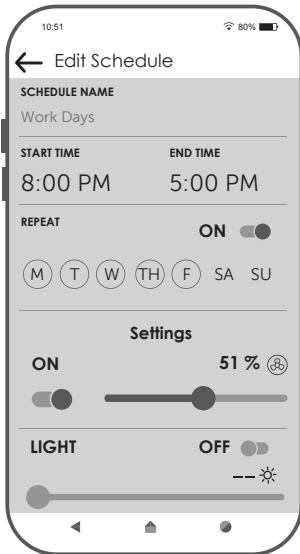 10:51 80%
Edit Schedule
SCHEDULE NAME
Work Days
START TIME END TIME
8:00 PM 5:00 PM
REPEAT ON
M T W TH F SA SU
Settings
ON 51 %
LIGHT OFF
--